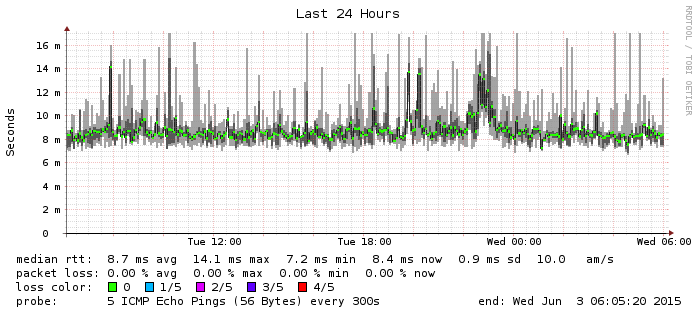 Last 24 Hours
RRDTOOL / TOBI OETIKER
Seconds
16 m
14 m
12 m
10 m
8 m
6 m
4 m
2 m
0
Tue 12:00 Tue 18:00 Wed 00:00 Wed 06:00
median rtt: 8.7 ms avg 14.1 ms max 7.2 ms min 8.4 ms now 0.9 ms sd 10.0 am/s
packet loss: 0.00 % avg 0.00 % max 0.00 % min 0.00 % now
loss color: 0 1/5 2/5 3/5 4/5
probe: 5 ICMP Echo Pings (56 Bytes) every 300s end: Wed Jun 3 06:05:20 2015